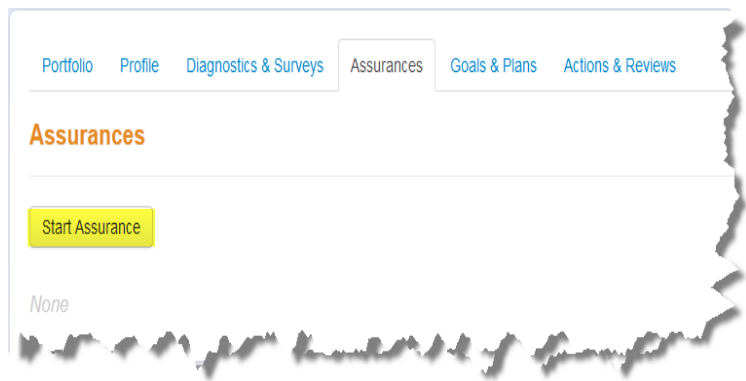 Portfolio Profile Diagnostics & Surveys Assurances Goals & Plans Actions & Reviews
Assurances
Start Assurance
None